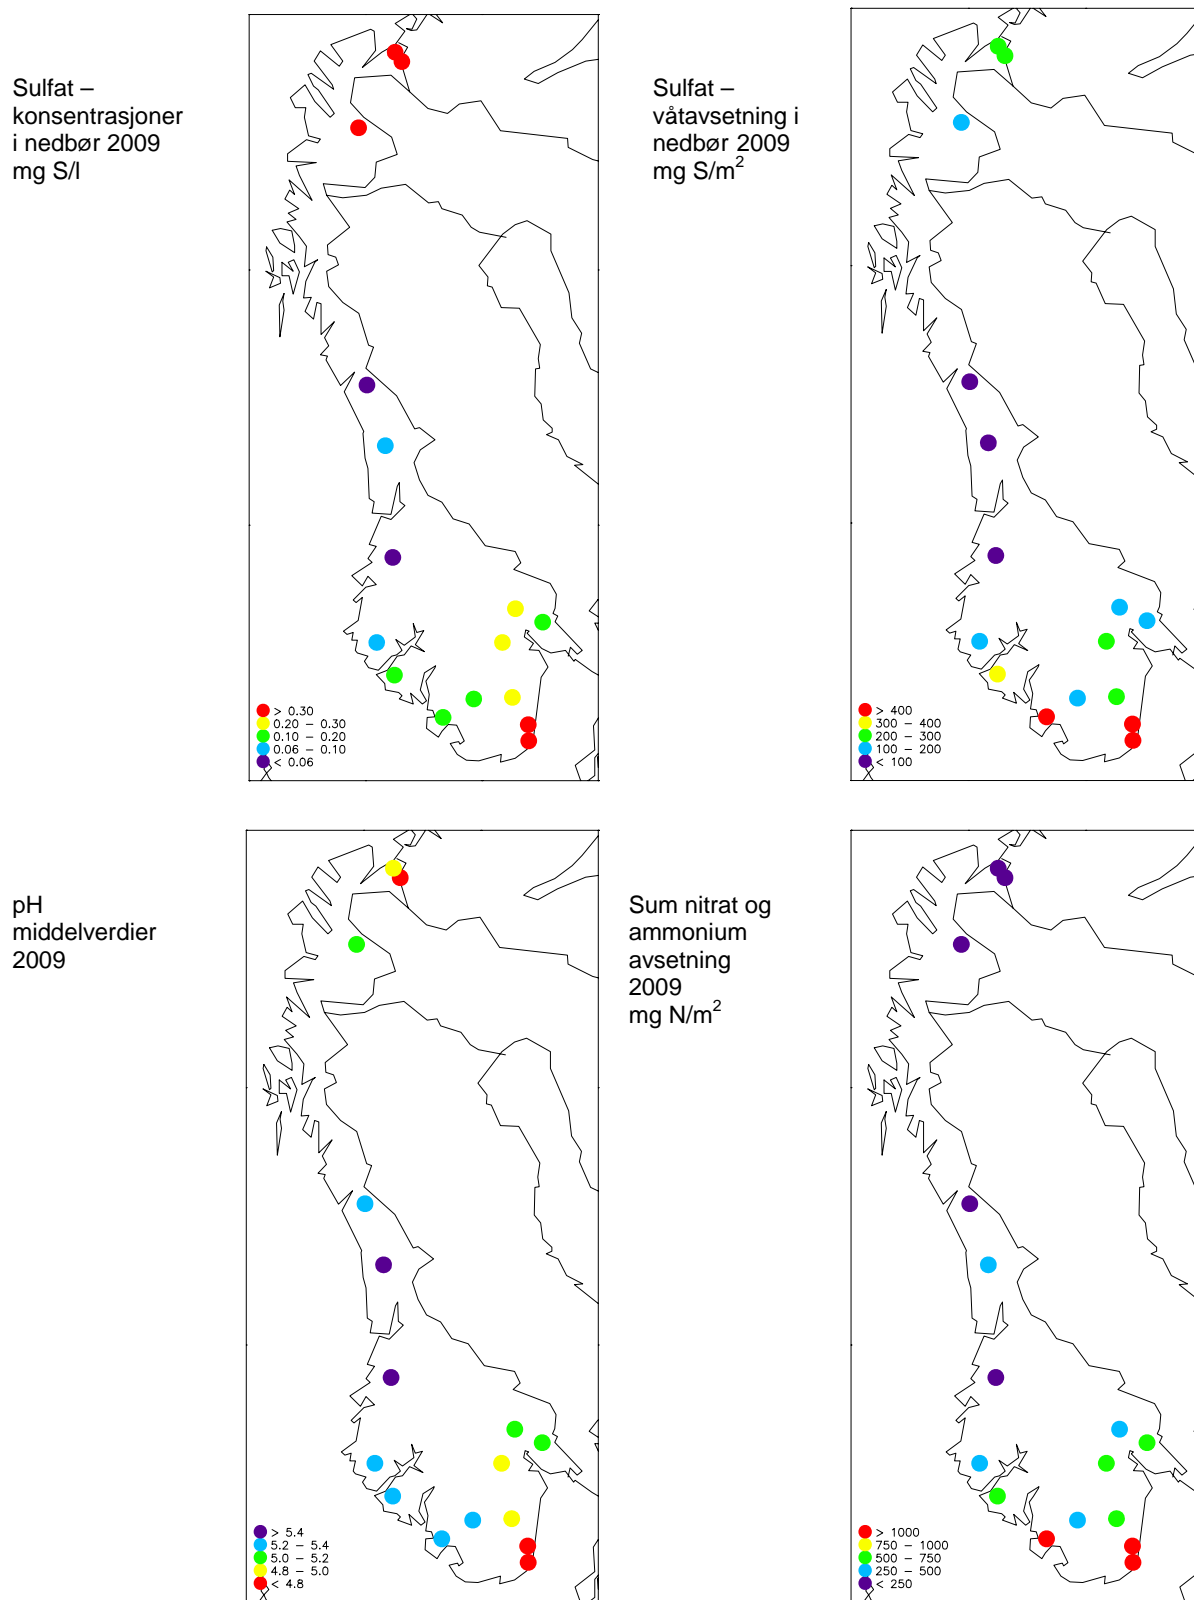 Sulfat –
konsentrasjoner
i nedbør 2009
mg S/l
> 0.30
0.20 – 0.30
0.10 – 0.20
0.06 – 0.10
< 0.06
Sulfat –
våtavsetning i
nedbør 2009
mg S/m²
> 400
300 – 400
200 – 300
100 – 200
< 100
pH
middelverdier
2009
> 5.4
5.2 – 5.4
5.0 – 5.2
4.8 – 5.0
< 4.8
Sum nitrat og
ammonium
avsetning
2009
mg N/m²
> 1000
750 – 1000
500 – 750
250 – 500
< 250